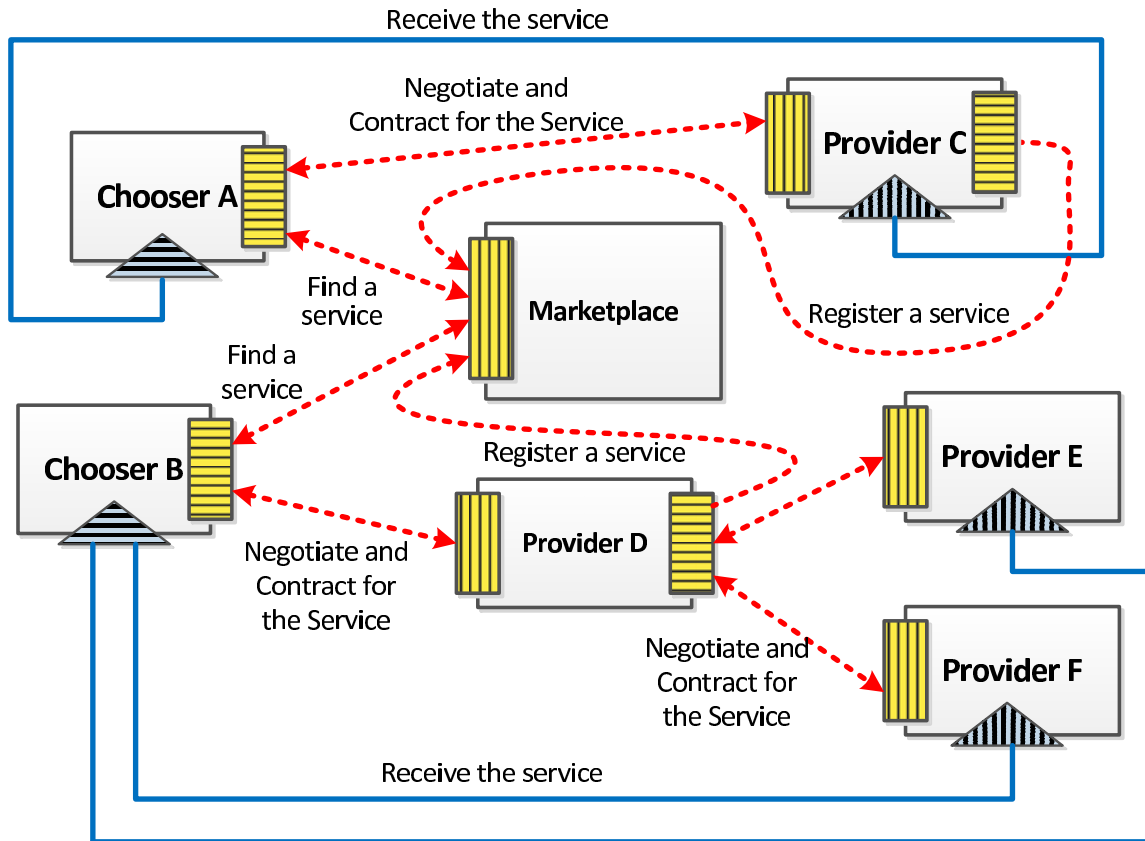 Receive the service
Negotiate and
Contract for the Service
Provider C
Chooser A
Find a
service
Marketplace
Register a service
Find a
service
Chooser B
Register a service
Provider E
Provider D
Negotiate and
Contract for
the Service
Negotiate and
Contract for
the Service
Provider F
Receive the service